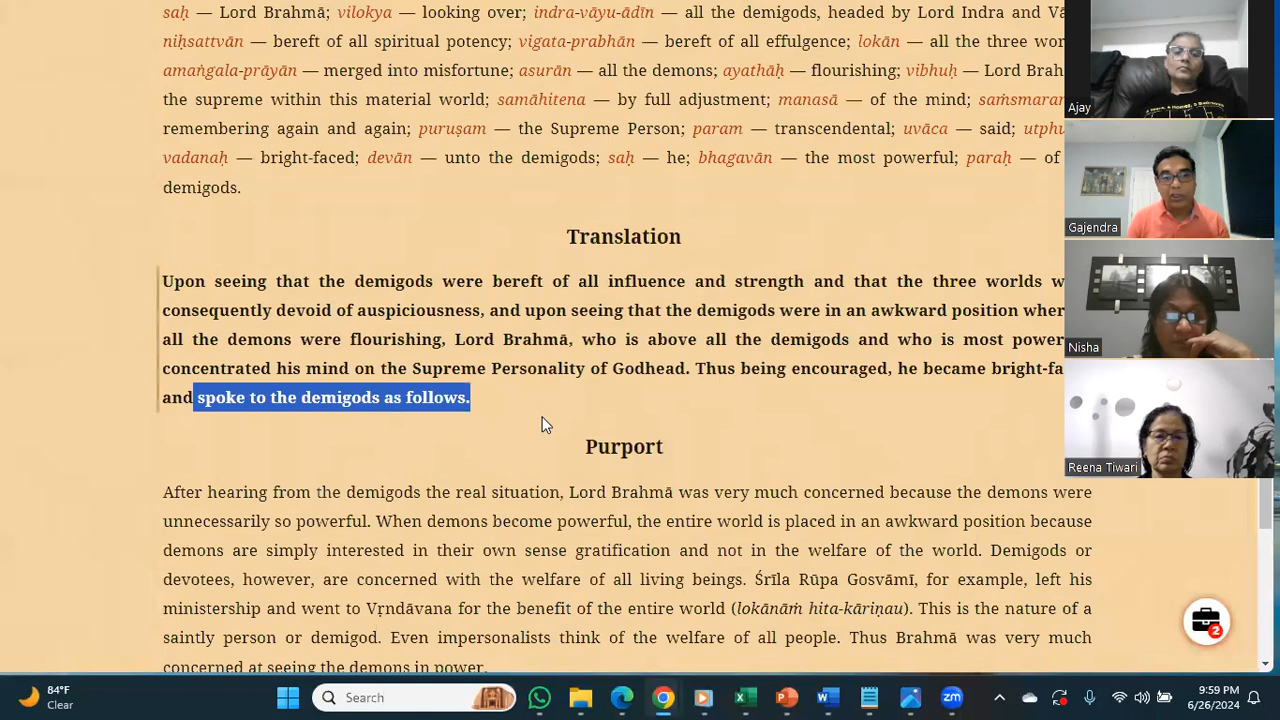 saḥ — Lord Brahmā; vilokya — looking over; indra-vāyu-ādīn — all the demigods, headed by Lord Indra and
niḥsattvān — bereft of all spiritual potency; vigata-prabhān — bereft of all effulgence; lokān — all the three
amaṅgala-prāyān — merged into misfortune; asurān — all the demons; ayathāḥ — flourishing; vibhuḥ — Lord
the supreme within this material world; samāhitena — by full adjustment; manasā — of the mind;
remembering again and again; puruṣam — the Supreme Person; param — transcendental; uvāca — said;
vadanaḥ — bright-faced; devān — unto the demigods; saḥ — he; bhagavān — the most powerful; paraḥ — of
demigods.
Translation
Upon seeing that the demigods were bereft of all influence and strength and that the three worlds
consequently devoid of auspiciousness, and upon seeing that the demigods were in an awkward position
all the demons were flourishing, Lord Brahmā, who is above all the demigods and who is most
concentrated his mind on the Supreme Personality of Godhead. Thus being encouraged, he became
and spoke to the demigods as follows.
Purport
After hearing from the demigods the real situation, Lord Brahmā was very much concerned because the demons were
unnecessarily so powerful. When demons become powerful, the entire world is placed in an awkward position because
demons are simply interested in their own sense gratification and not in the welfare of the world. Demigods or
devotees, however, are concerned with the welfare of all living beings. Śrīla Rūpa Gosvāmī, for example, left his
ministership and went to Vṛndāvana for the benefit of the entire world (lokānāṁ hita-kāriṇau). This is the nature of a
saintly person or demigod. Even impersonalists think of the welfare of all people. Thus Brahmā was very much
concerned at seeing the demons in power.
Ajay
Gajendra
Nisha
Reena Tiwari
2
84°F
Clear
Search
9:59 PM
6/26/2024